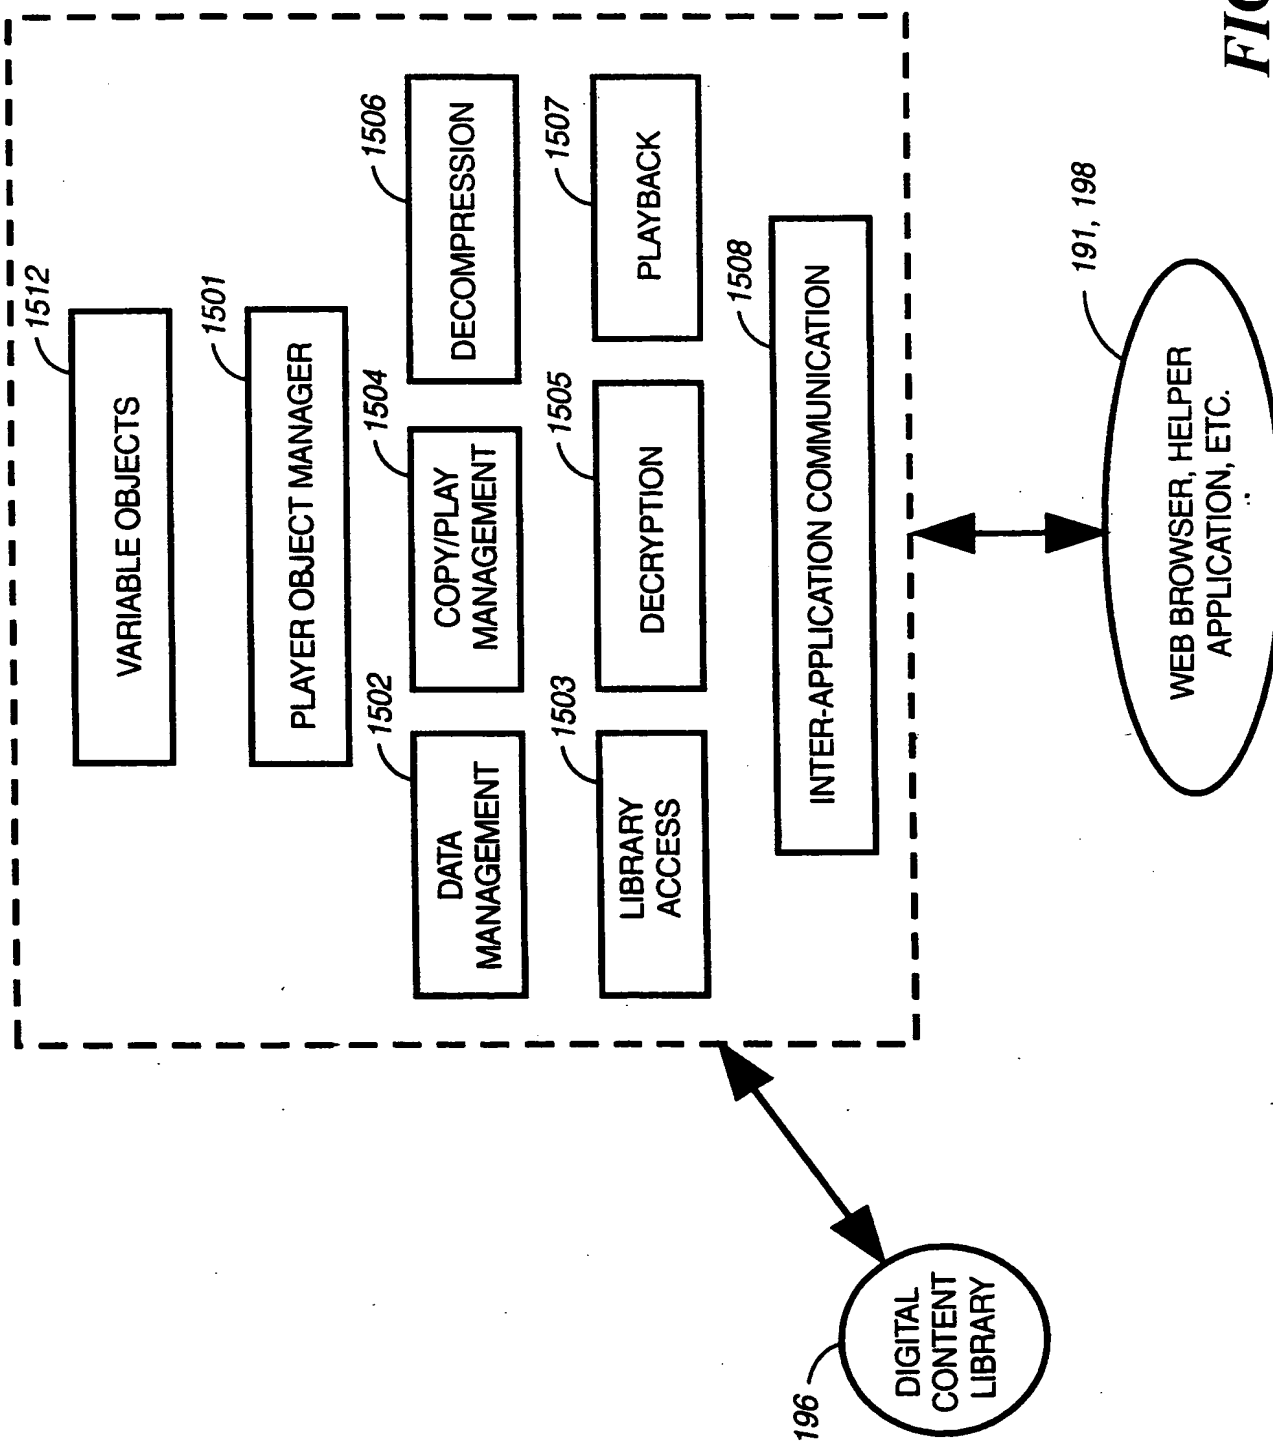 1512
VARIABLE OBJECTS
1501
PLAYER OBJECT MANAGER
1502
DATA
MANAGEMENT
1504
COPY/PLAY
MANAGEMENT
1506
DECOMPRESSION
1503
LIBRARY
ACCESS
1505
DECRYPTION
1507
PLAYBACK
1508
INTER-APPLICATION COMMUNICATION
196
DIGITAL
CONTENT
LIBRARY
191, 198
WEB BROWSER, HELPER
APPLICATION, ETC.